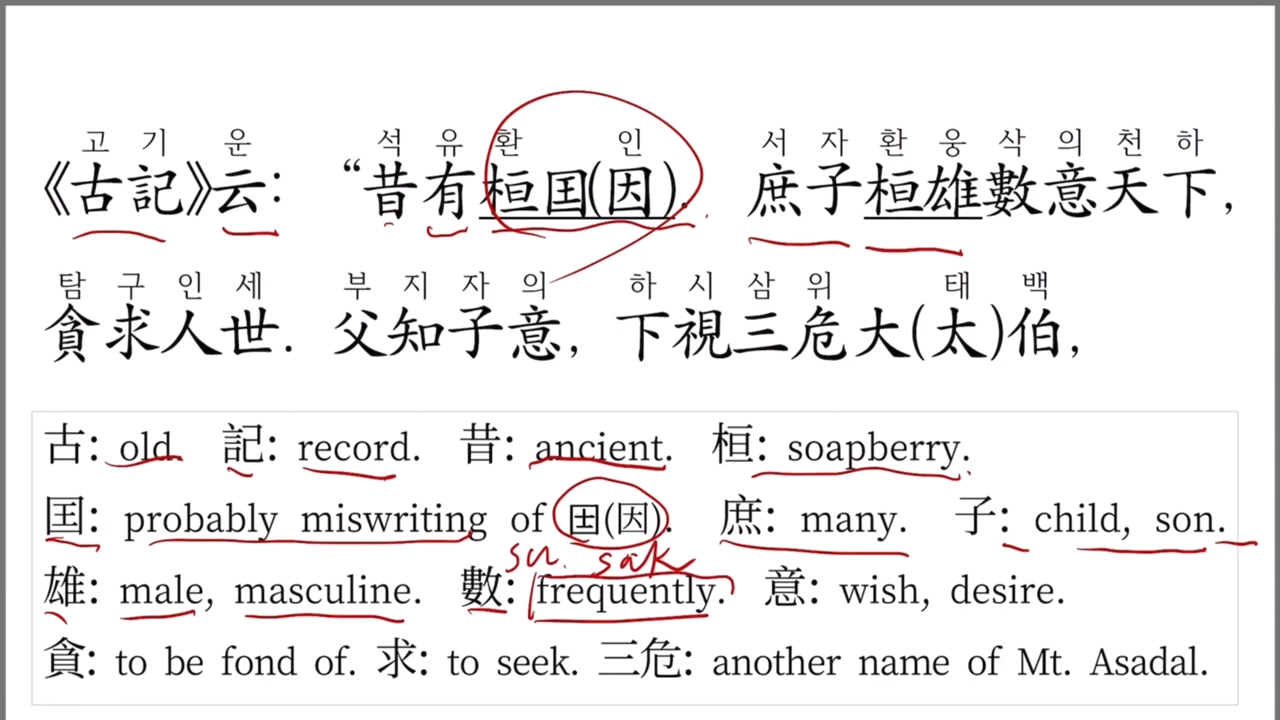 고 기 운 석 유 환 인 서 자 환 웅 삭 의 천 하
《古記》云: “昔有桓囯(因). 庶子桓雄數意天下,
탐 구 인 세 부 지 자 의 하 시 삼 위 태 백
貪求人世. 父知子意, 下視三危大(太)伯,
古: old. 記: record. 昔: ancient. 桓: soapberry.
囯: probably miswriting of 囯(因). 庶: many. 子: child, son.
su. sak
雄: male, masculine. 數: frequently. 意: wish, desire.
貪: to be fond of. 求: to seek. 三危: another name of Mt. Asadal.